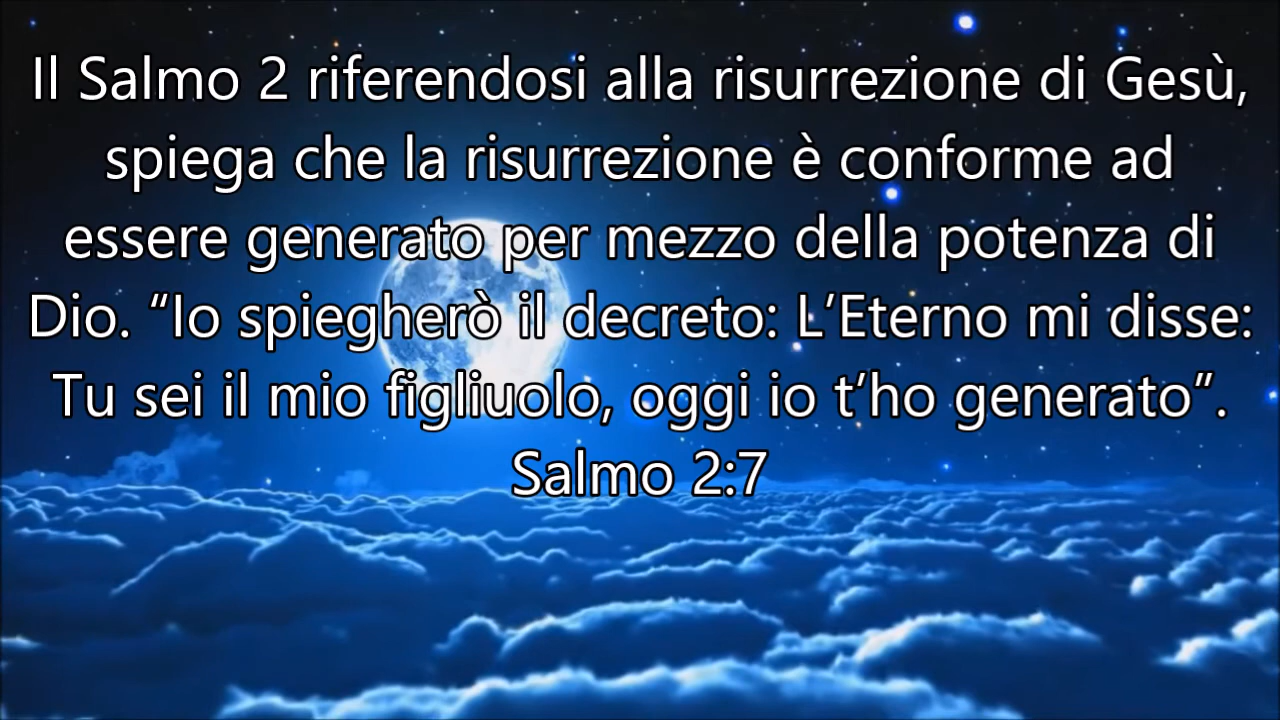 Il Salmo 2 riferendosi alla risurrezione di Gesù,
spiega che la risurrezione è conforme ad
essere generato per mezzo della potenza di
Dio. “Io spiegherò il decreto: L’Eterno mi disse:
Tu sei il mio figliuolo, oggi io t’ho generato”.
Salmo 2:7